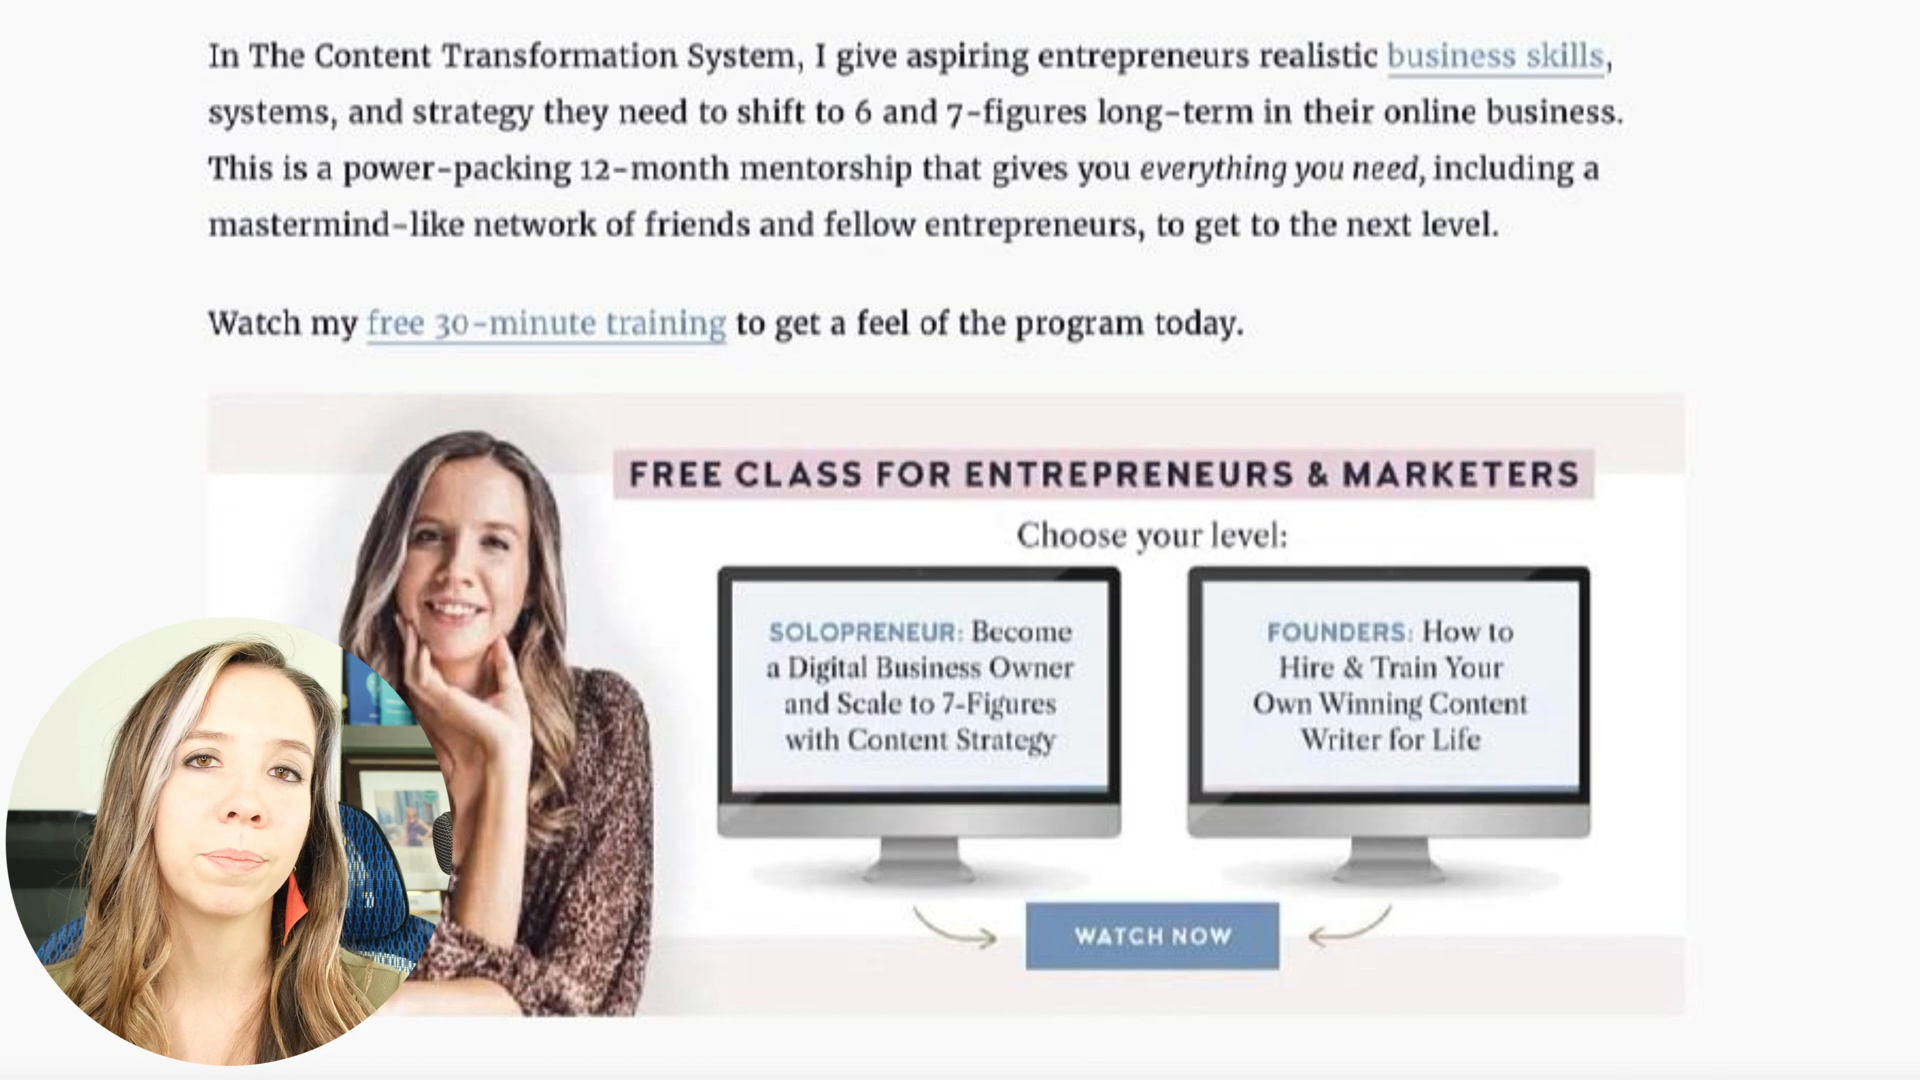 In The Content Transformation System, I give aspiring entrepreneurs realistic business skills,
systems, and strategy they need to shift to 6 and 7-figures long-term in their online business.
This is a power-packing 12-month mentorship that gives you everything you need, including a
mastermind-like network of friends and fellow entrepreneurs, to get to the next level.
Watch my free 30-minute training to get a feel of the program today.
FREE CLASS FOR ENTREPRENEURS & MARKETERS
Choose your level:
SOLOPRENEUR: Become
a Digital Business Owner
and Scale to 7-Figures
with Content Strategy
FOUNDERS: How to
Hire & Train Your
Own Winning Content
Writer for Life
WATCH NOW